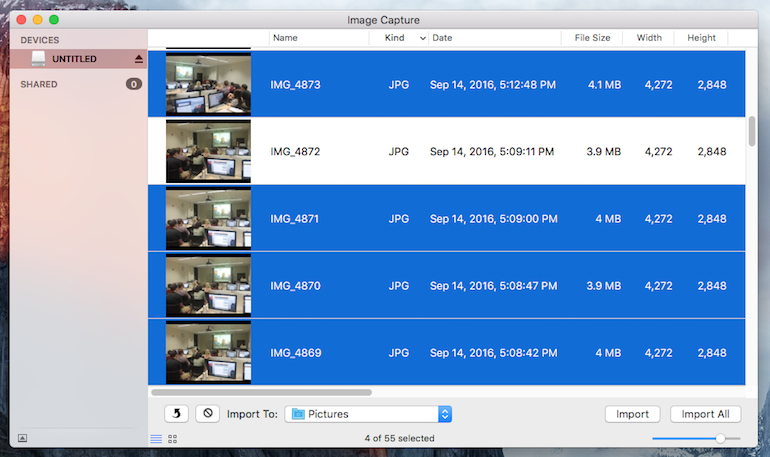 Image Capture
DEVICES
UNTITLED
SHARED 0
Name Kind Date File Size Width Height
IMG_4873 JPG Sep 14, 2016, 5:12:48 PM 4.1 MB 4,272 2,848
IMG_4872 JPG Sep 14, 2016, 5:09:11 PM 3.9 MB 4,272 2,848
IMG_4871 JPG Sep 14, 2016, 5:09:00 PM 4 MB 4,272 2,848
IMG_4870 JPG Sep 14, 2016, 5:08:47 PM 3.9 MB 4,272 2,848
IMG_4869 JPG Sep 14, 2016, 5:08:42 PM 4 MB 4,272 2,848
Import To: Pictures Import Import All
4 of 55 selected